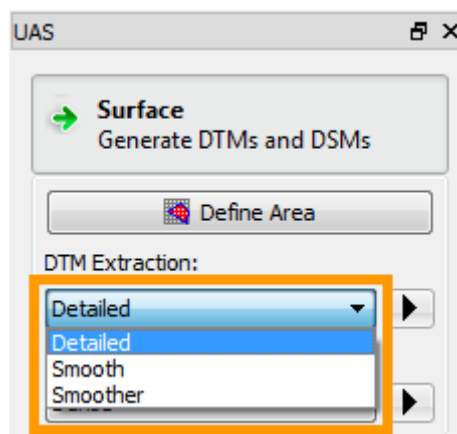 UAS
Surface
Generate DTMs and DSMs
Define Area
DTM Extraction:
Detailed
Detailed
Smooth
Smoother